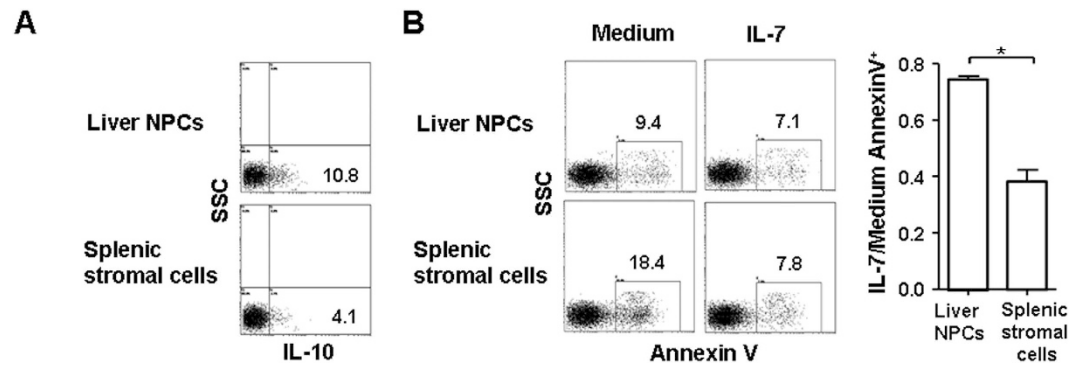 A
Liver NPCs
10.8
SSC
Splenic
stromal cells
4.1
IL-10
B
Medium
IL-7
Liver NPCs
9.4
7.1
SSC
Splenic
stromal cells
18.4
7.8
Annexin V
IL-7/Medium AnnexinV⁺
0.8
0.6
0.4
0.2
0.0
*
Liver
NPCs
Splenic
stromal
cells